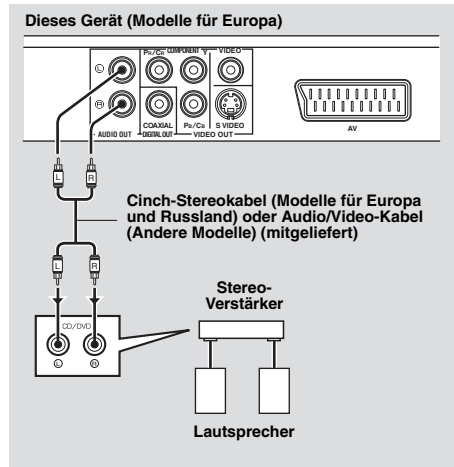 Dieses Gerät (Modelle für Europa)
PR/CR COMPONENT Y VIDEO
L
R
COAXIAL PB/CB S VIDEO
AUDIO OUT DIGITAL OUT VIDEO OUT
AV
L R
Cinch-Stereokabel (Modelle für Europa
und Russland) oder Audio/Video-Kabel
(Andere Modelle) (mitgeliefert)
L R
Stereo-
Verstärker
CD/DVD
L R
Lautsprecher